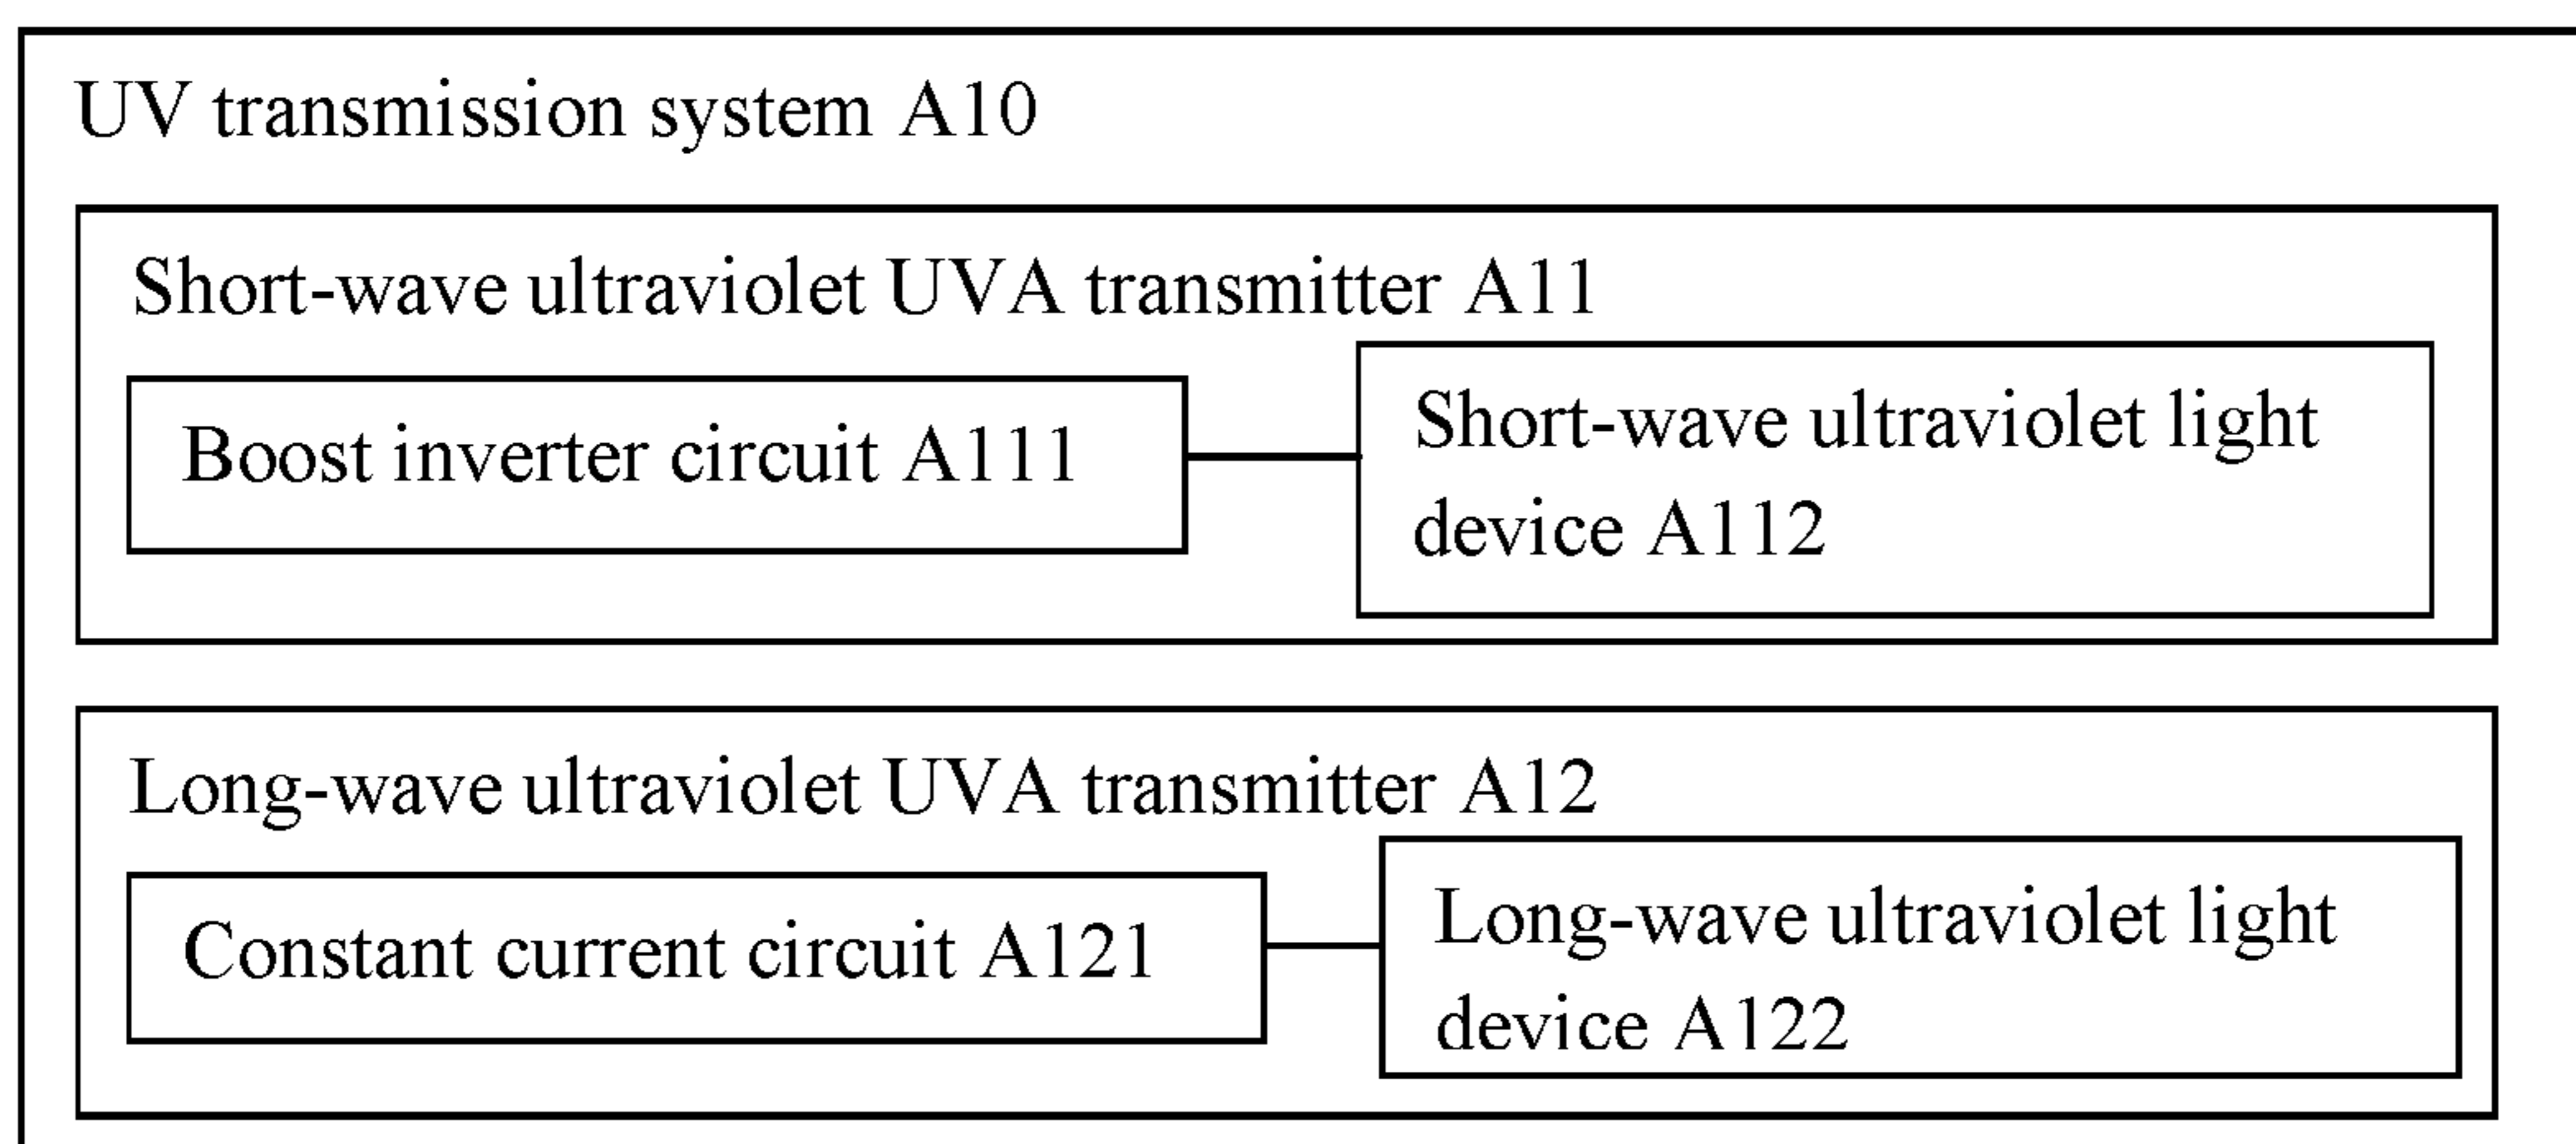 UV transmission system A10
Short-wave ultraviolet UVA transmitter A11
Boost inverter circuit A111
Short-wave ultraviolet light
device A112
Long-wave ultraviolet UVA transmitter A12
Constant current circuit A121
Long-wave ultraviolet light
device A122